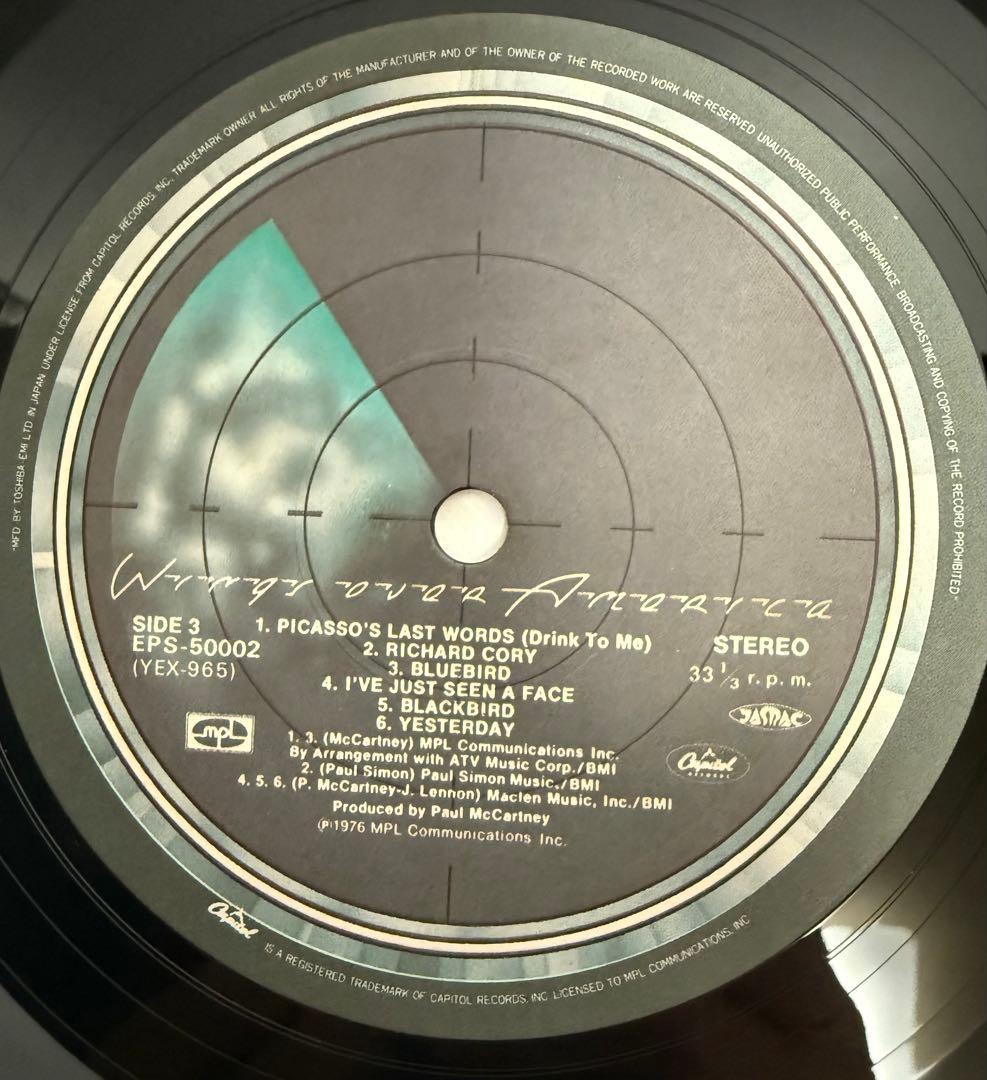 "MFD BY TOSHIBA-EMI LTD IN JAPAN UNDER LICENSE FROM CAPITOL RECORDS, INC., TRADEMARK OWNER ALL RIGHTS OF THE MANUFACTURER AND OF THE OWNER OF THE RECORDED WORK ARE RESERVED UNAUTHORIZED PUBLIC PERFORMANCE BROADCASTING AND COPYING OF THE RECORD PROHIBITED"
SIDE 3
EPS-50002
(YEX-965)
1. PICASSO'S LAST WORDS (Drink To Me)
2. RICHARD CORY
3. BLUEBIRD
4. I'VE JUST SEEN A FACE
5. BLACKBIRD
6. YESTERDAY
STEREO
33 1/3 r. p. m.
JASRAC
mpl
Capitol
RECORDS
1. 3. (McCartney) MPL Communications Inc.
By Arrangement with ATV Music Corp./BMI
2. (Paul Simon) Paul Simon Music./BMI
4. 5. 6. (P. McCartney-J. Lennon) Maclen Music, Inc./BMI
Produced by Paul McCartney
℗1976 MPL Communications Inc.
Capitol IS A REGISTERED TRADEMARK OF CAPITOL RECORDS, INC LICENSED TO MPL COMMUNICATIONS, INC